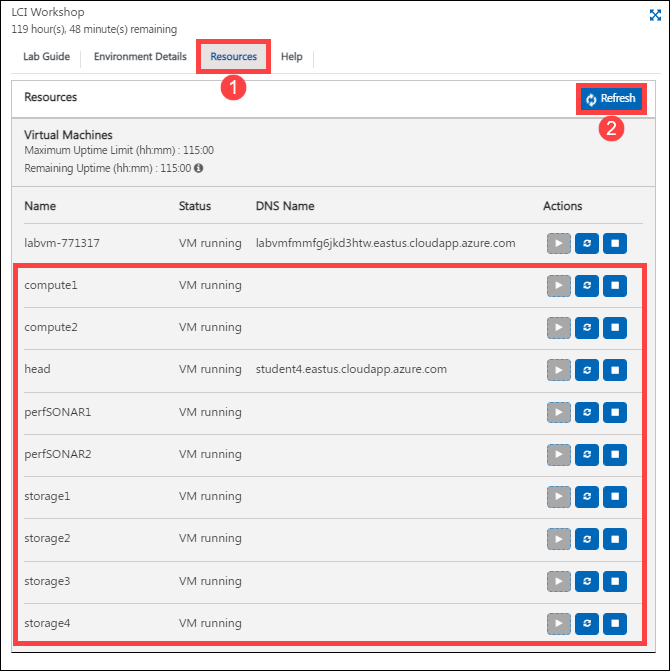 LCI Workshop
119 hour(s), 48 minute(s) remaining
Lab Guide Environment Details Resources Help
1
Resources Refresh
2
Virtual Machines
Maximum Uptime Limit (hh:mm) : 115:00
Remaining Uptime (hh:mm) : 115:00
Name Status DNS Name Actions
labvm-771317 VM running labvmfmmfg6jkd3htw.eastus.cloudapp.azure.com
compute1 VM running
compute2 VM running
head VM running student4.eastus.cloudapp.azure.com
perfSONAR1 VM running
perfSONAR2 VM running
storage1 VM running
storage2 VM running
storage3 VM running
storage4 VM running